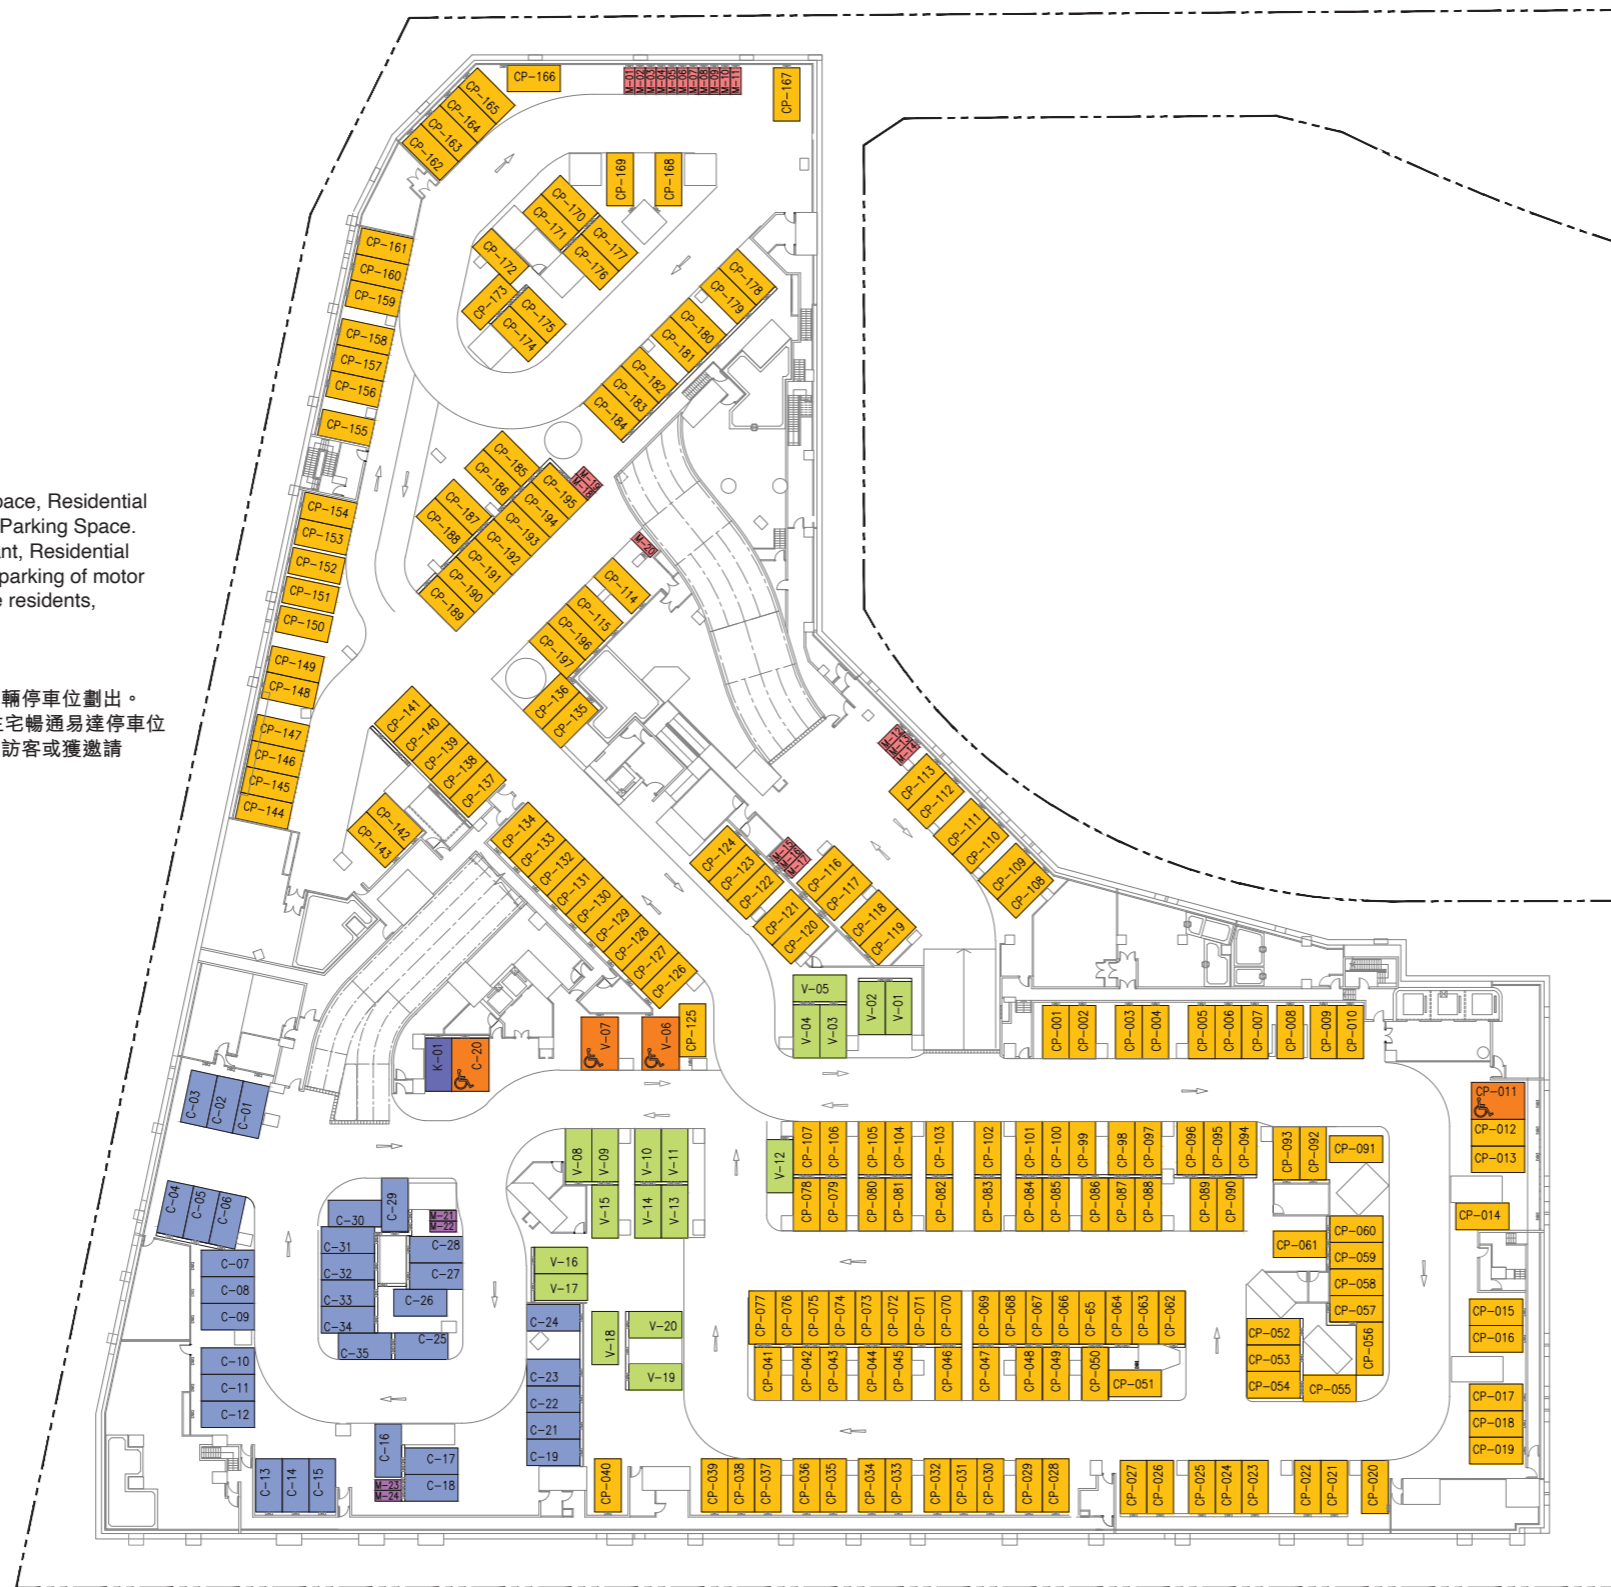 CP-166
M-01
M-02
M-03
M-04
M-05
M-06
M-07
M-08
M-09
M-10
M-11
CP-167
CP-165
CP-164
CP-163
CP-162
CP-169
CP-168
CP-170
CP-171
CP-177
CP-176
CP-172
CP-173
CP-175
CP-174
CP-161
CP-160
CP-159
CP-158
CP-157
CP-156
CP-155
CP-178
CP-179
CP-180
CP-181
CP-182
CP-183
CP-184
CP-185
CP-186
CP-187
CP-188
CP-195
CP-194
CP-193
CP-192
CP-191
CP-190
CP-189
M-19
M-18
M-20
pace, Residential
Parking Space.
ant, Residential
parking of motor
e residents,
輛停車位劃出。
住宅暢通易達停車位
訪客或獲邀請
CP-154
CP-153
CP-152
CP-151
CP-150
CP-149
CP-148
CP-147
CP-146
CP-145
CP-144
CP-114
CP-115
CP-196
CP-197
CP-136
CP-135
CP-141
CP-140
CP-139
CP-138
CP-137
CP-142
CP-143
CP-134
CP-133
CP-132
CP-131
CP-130
CP-129
CP-128
CP-127
CP-126
CP-125
CP-113
CP-112
CP-111
CP-110
CP-109
CP-108
CP-124
CP-123
CP-122
CP-121
CP-120
CP-116
CP-117
CP-118
CP-119
V-05
V-04
V-03
V-02
V-01
V-07
V-06
K-01
C-20
CP-001
CP-002
CP-003
CP-004
CP-005
CP-006
CP-007
CP-008
CP-009
CP-010
CP-011
CP-012
CP-013
CP-014
CP-015
CP-016
CP-017
CP-018
CP-019
C-03
C-02
C-01
C-04
C-05
C-06
C-07
C-08
C-09
C-10
C-11
C-12
C-13
C-14
C-15
C-29
C-30
M-21
M-22
C-31
C-32
C-33
C-34
C-35
C-28
C-27
C-26
C-25
C-16
C-17
C-18
M-23
M-24
V-08
V-09
V-10
V-11
V-12
V-15
V-14
V-13
V-16
V-17
V-18
V-20
V-19
C-24
C-23
C-22
C-21
C-19
CP-107
CP-106
CP-105
CP-104
CP-103
CP-102
CP-101
CP-100
CP-99
CP-98
CP-097
CP-096
CP-095
CP-094
CP-093
CP-092
CP-091
CP-078
CP-079
CP-080
CP-081
CP-082
CP-083
CP-084
CP-085
CP-086
CP-087
CP-088
CP-089
CP-090
CP-060
CP-061
CP-059
CP-058
CP-057
CP-056
CP-052
CP-053
CP-054
CP-055
CP-077
CP-076
CP-075
CP-074
CP-073
CP-072
CP-071
CP-070
CP-069
CP-068
CP-067
CP-066
CP-65
CP-064
CP-063
CP-062
CP-041
CP-042
CP-043
CP-044
CP-045
CP-046
CP-047
CP-048
CP-049
CP-050
CP-051
CP-040
CP-039
CP-038
CP-037
CP-036
CP-035
CP-034
CP-033
CP-032
CP-031
CP-030
CP-029
CP-028
CP-027
CP-026
CP-025
CP-024
CP-023
CP-022
CP-021
CP-020